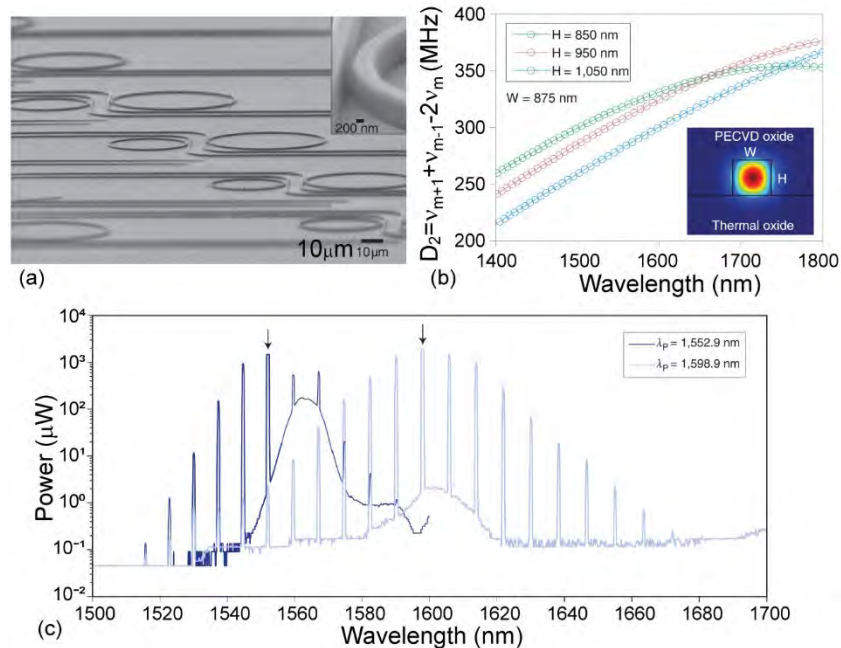 200 nm
10μm
10μm
(a)
D₂=ν_{m+1}+ν_{m-1}-2ν_m (MHz)
400
350
300
250
200
H = 850 nm
H = 950 nm
H = 1,050 nm
W = 875 nm
PECVD oxide
W
H
Thermal oxide
1400 1500 1600 1700 1800
Wavelength (nm)
(b)
Power (μW)
10⁴
10³
10²
10¹
10⁰
10⁻¹
10⁻²
λₚ = 1,552.9 nm
λₚ = 1,598.9 nm
1500 1520 1540 1560 1580 1600 1620 1640 1660 1680 1700
Wavelength (nm)
(c)